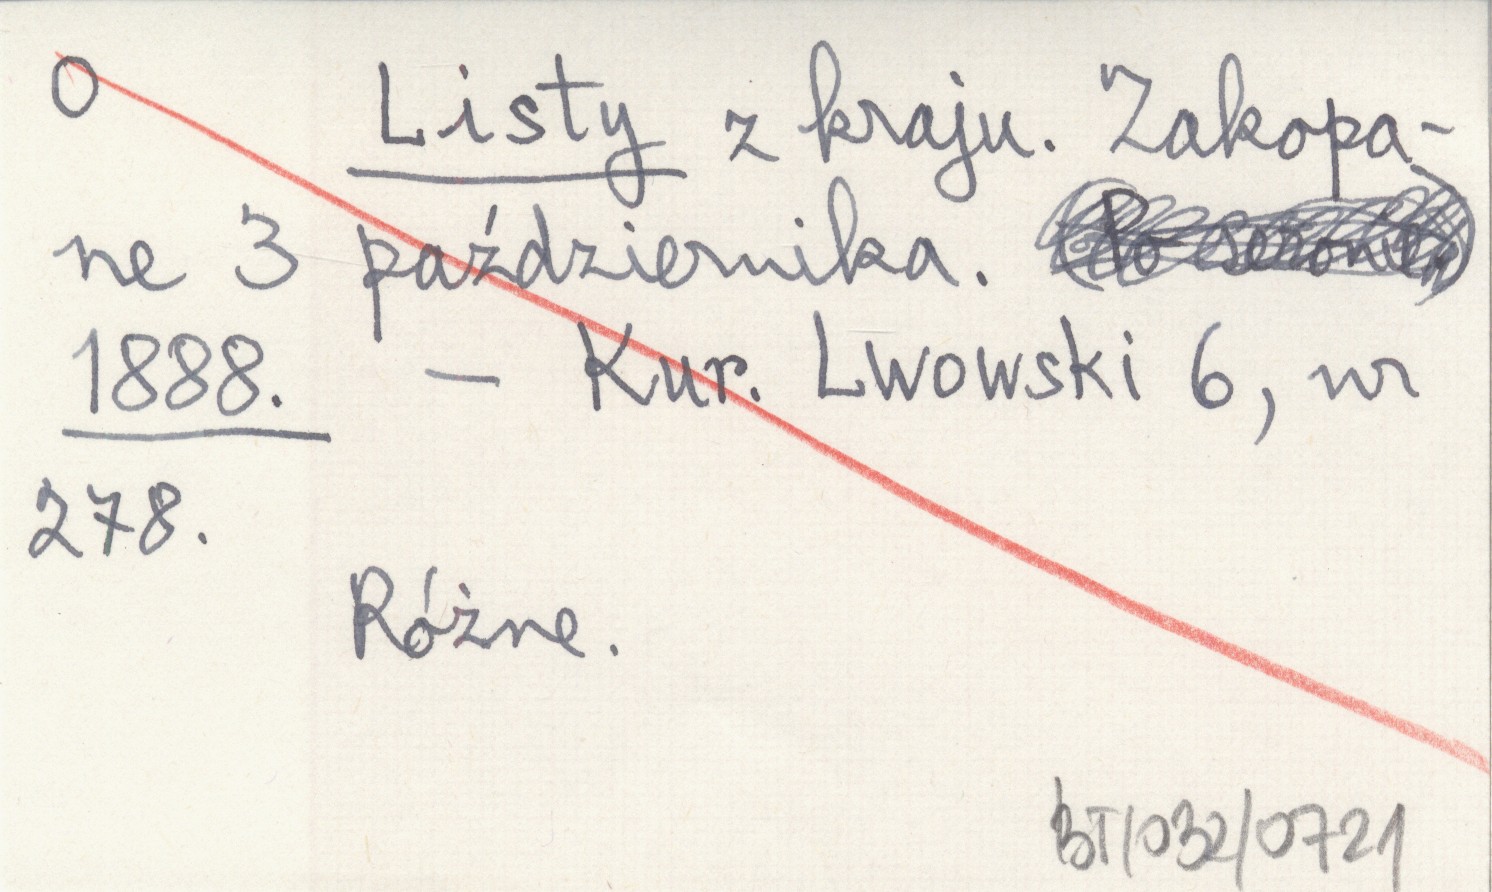 O Listy z kraju. Zakopa-
ne 3 października.
1888. — Kur. Lwowski 6, nr
278.
Różne.
BT/032/0721